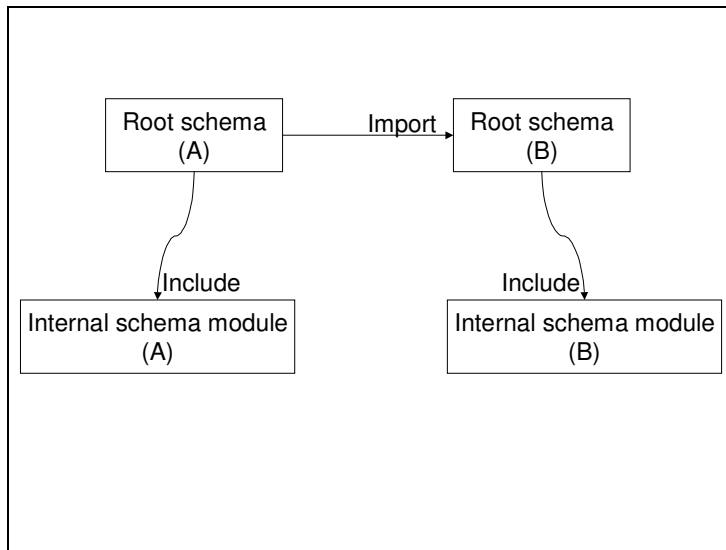 Root schema
(A)
Import
Root schema
(B)
Include
Include
Internal schema module
(A)
Internal schema module
(B)